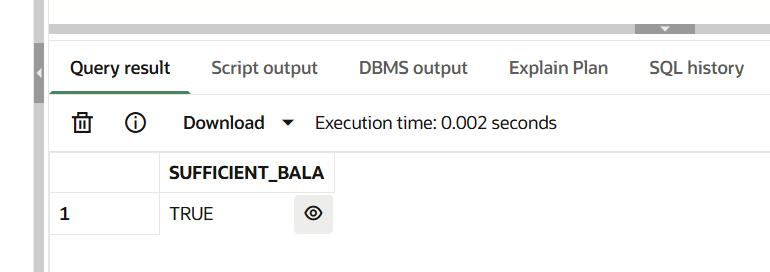 Query result Script output DBMS output Explain Plan SQL history
Download Execution time: 0.002 seconds
SUFFICIENT_BALA
1 TRUE